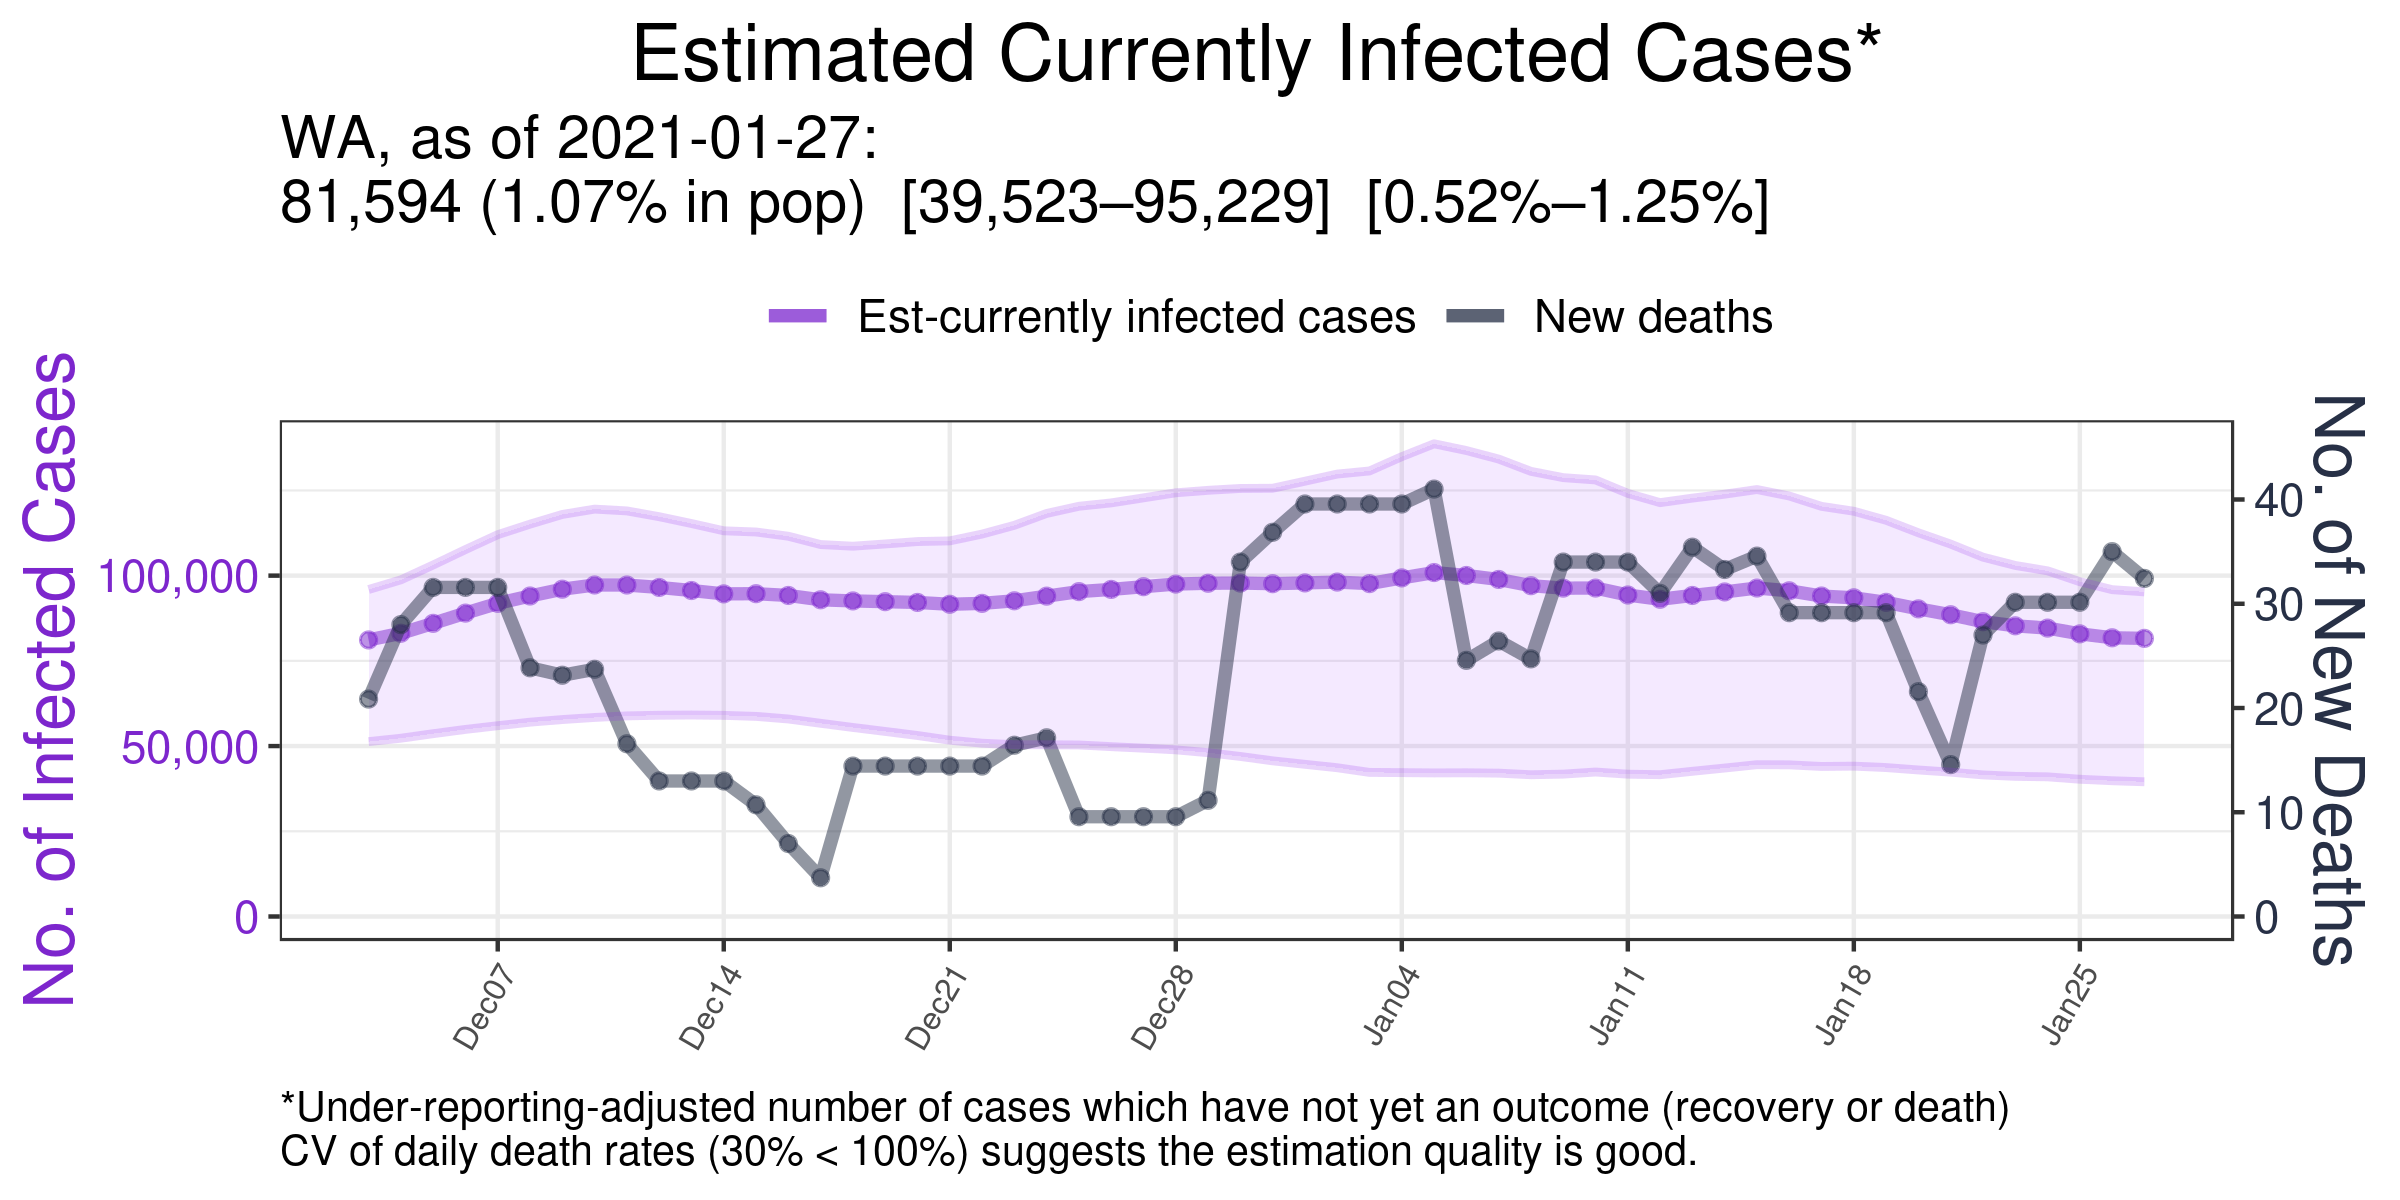 Estimated Currently Infected Cases*
WA, as of 2021-01-27:
81,594 (1.07% in pop)  [39,523–95,229]  [0.52%–1.25%]
Est-currently infected cases
New deaths
No. of Infected Cases
100,000
50,000
0
No. of New Deaths
40
30
20
10
0
Dec07
Dec14
Dec21
Dec28
Jan04
Jan11
Jan18
Jan25
*Under-reporting-adjusted number of cases which have not yet an outcome (recovery or death)
CV of daily death rates (30% < 100%) suggests the estimation quality is good.